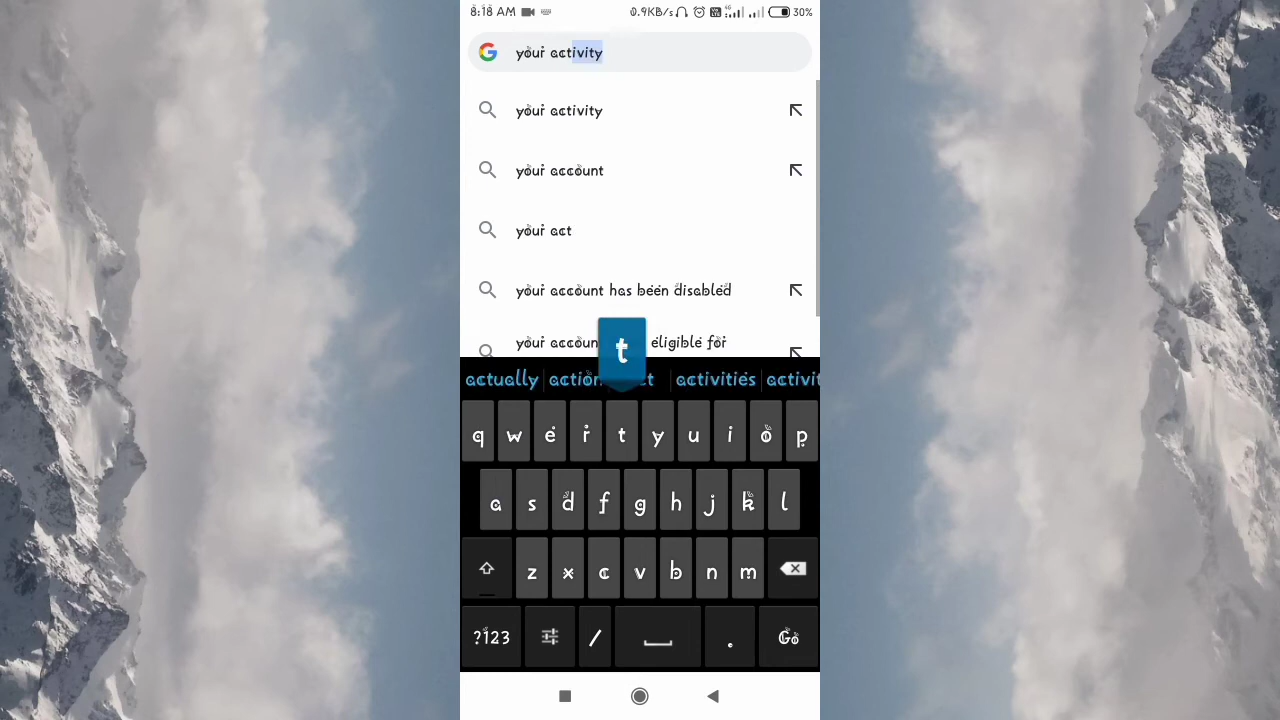 8:18 AM 0.9KB/s 4G 30%
your activity
your activity
your account
your act
your account has been disabled
your eligible for
t
actually activities
q w e r t y u i o p
a s d f g h j k l
z x c v b n m
?123 / . Go